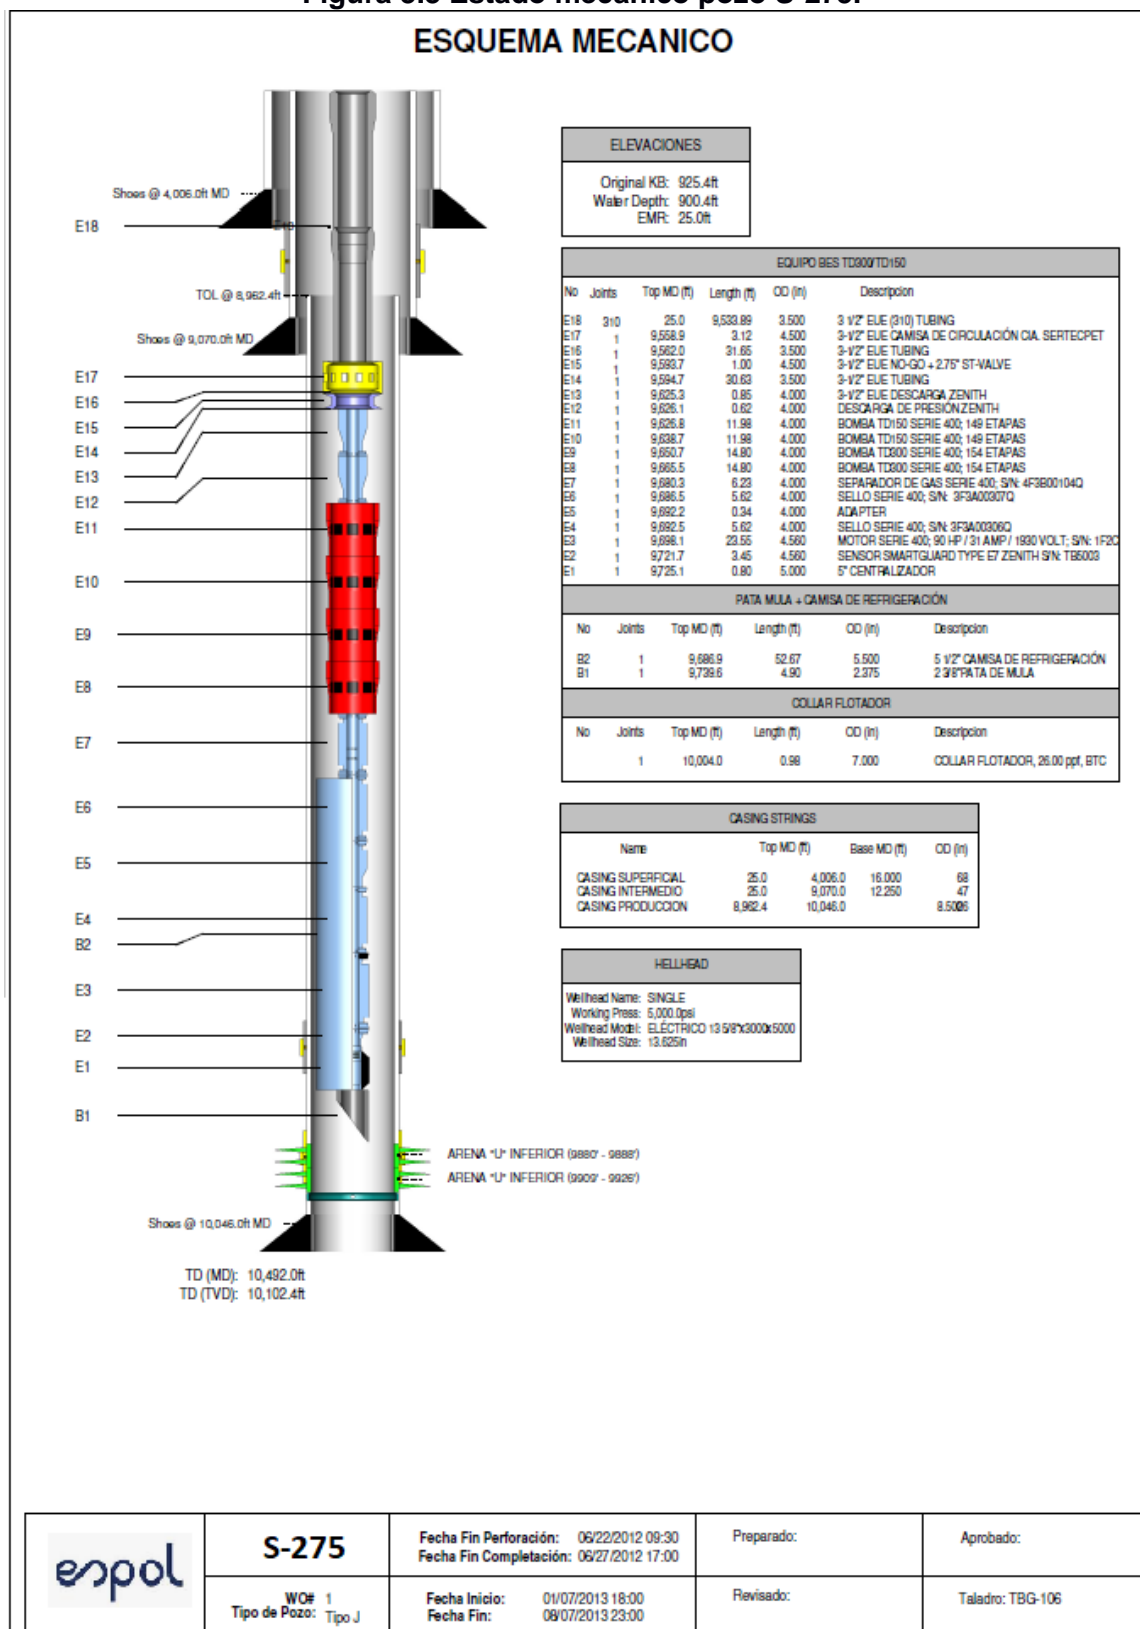 ESQUEMA MECANICO
Shoes @ 4,006.0ft MD
E18
TOL @ 8,962.4ft
Shoes @ 9,070.0ft MD
E17
E16
E15
E14
E13
E12
E11
E10
E9
E8
E7
E6
E5
E4
B2
E3
E2
E1
B1
ARENA "U" INFERIOR (9880' - 9888')
ARENA "U" INFERIOR (9909' - 9926')
Shoes @ 10,046.0ft MD
TD (MD): 10,492.0ft
TD (TVD): 10,102.4ft
ELEVACIONES
Original KB: 925.4ft
Water Depth: 900.4ft
EMR: 25.0ft
EQUIPO BES TD300/TD150
No Joints Top MD (ft) Length (ft) OD (in) Descripcion
E18 310 25.0 9,533.89 3.500 3 1/2" EUE (310) TUBING
E17 1 9,558.9 3.12 4.500 3-1/2" EUE CAMISA DE CIRCULACIÓN CIA. SERTECPET
E16 1 9,562.0 31.65 3.500 3-1/2" EUE TUBING
E15 1 9,593.7 1.00 4.500 3-1/2" EUE NO-GO + 2.75" ST-VALVE
E14 1 9,594.7 30.63 3.500 3-1/2" EUE TUBING
E13 1 9,625.3 0.85 4.000 3-1/2" EUE DESCARGA ZENITH
E12 1 9,626.1 0.62 4.000 DESCARGA DE PRESIÓN ZENITH
E11 1 9,626.8 11.98 4.000 BOMBA TD150 SERIE 400; 149 ETAPAS
E10 1 9,638.7 11.98 4.000 BOMBA TD150 SERIE 400; 149 ETAPAS
E9 1 9,650.7 14.80 4.000 BOMBA TD300 SERIE 400; 154 ETAPAS
E8 1 9,665.5 14.80 4.000 BOMBA TD300 SERIE 400; 154 ETAPAS
E7 1 9,680.3 6.23 4.000 SEPARADOR DE GAS SERIE 400; S/N: 4F3B00104Q
E6 1 9,686.5 5.62 4.000 SELLO SERIE 400; S/N: 3F3A00307Q
E5 1 9,692.2 0.34 4.000 ADAPTER
E4 1 9,692.5 5.62 4.000 SELLO SERIE 400; S/N: 3F3A00306Q
E3 1 9,698.1 23.55 4.560 MOTOR SERIE 400; 90 HP / 31 AMP / 1930 VOLT; S/N: 1F2C
E2 1 9,721.7 3.45 4.560 SENSOR SMARTGUARD TYPE E7 ZENITH S/N: TB5003
E1 1 9,725.1 0.80 5.000 5" CENTRALIZADOR
PATA MULA + CAMISA DE REFRIGERACIÓN
No Joints Top MD (ft) Length (ft) OD (in) Descripcion
B2 1 9,686.9 52.67 5.500 5 1/2" CAMISA DE REFRIGERACIÓN
B1 1 9,739.6 4.90 2.375 2 3/8"PATA DE MULA
COLLAR FLOTADOR
No Joints Top MD (ft) Length (ft) OD (in) Descripcion
1 10,004.0 0.98 7.000 COLLAR FLOTADOR, 26.00 ppf, BTC
CASING STRINGS
Name Top MD (ft) Base MD (ft) OD (in)
CASING SUPERFICIAL 25.0 4,006.0 16.000 68
CASING INTERMEDIO 25.0 9,070.0 12.250 47
CASING PRODUCCION 8,962.4 10,046.0
HELLHEAD
Wellhead Name: SINGLE
Working Press: 5,000.0psi
Wellhead Model: ELÉCTRICO 13 5/8"x3000x5000
Wellhead Size: 13.625in
espol
S-275
WO# 1
Tipo de Pozo: Tipo J
Fecha Fin Perforación: 06/22/2012 09:30
Fecha Fin Completación: 06/27/2012 17:00
Fecha Inicio: 01/07/2013 18:00
Fecha Fin: 08/07/2013 23:00
Preparado:
Aprobado:
Revisado:
Taladro: TBG-106